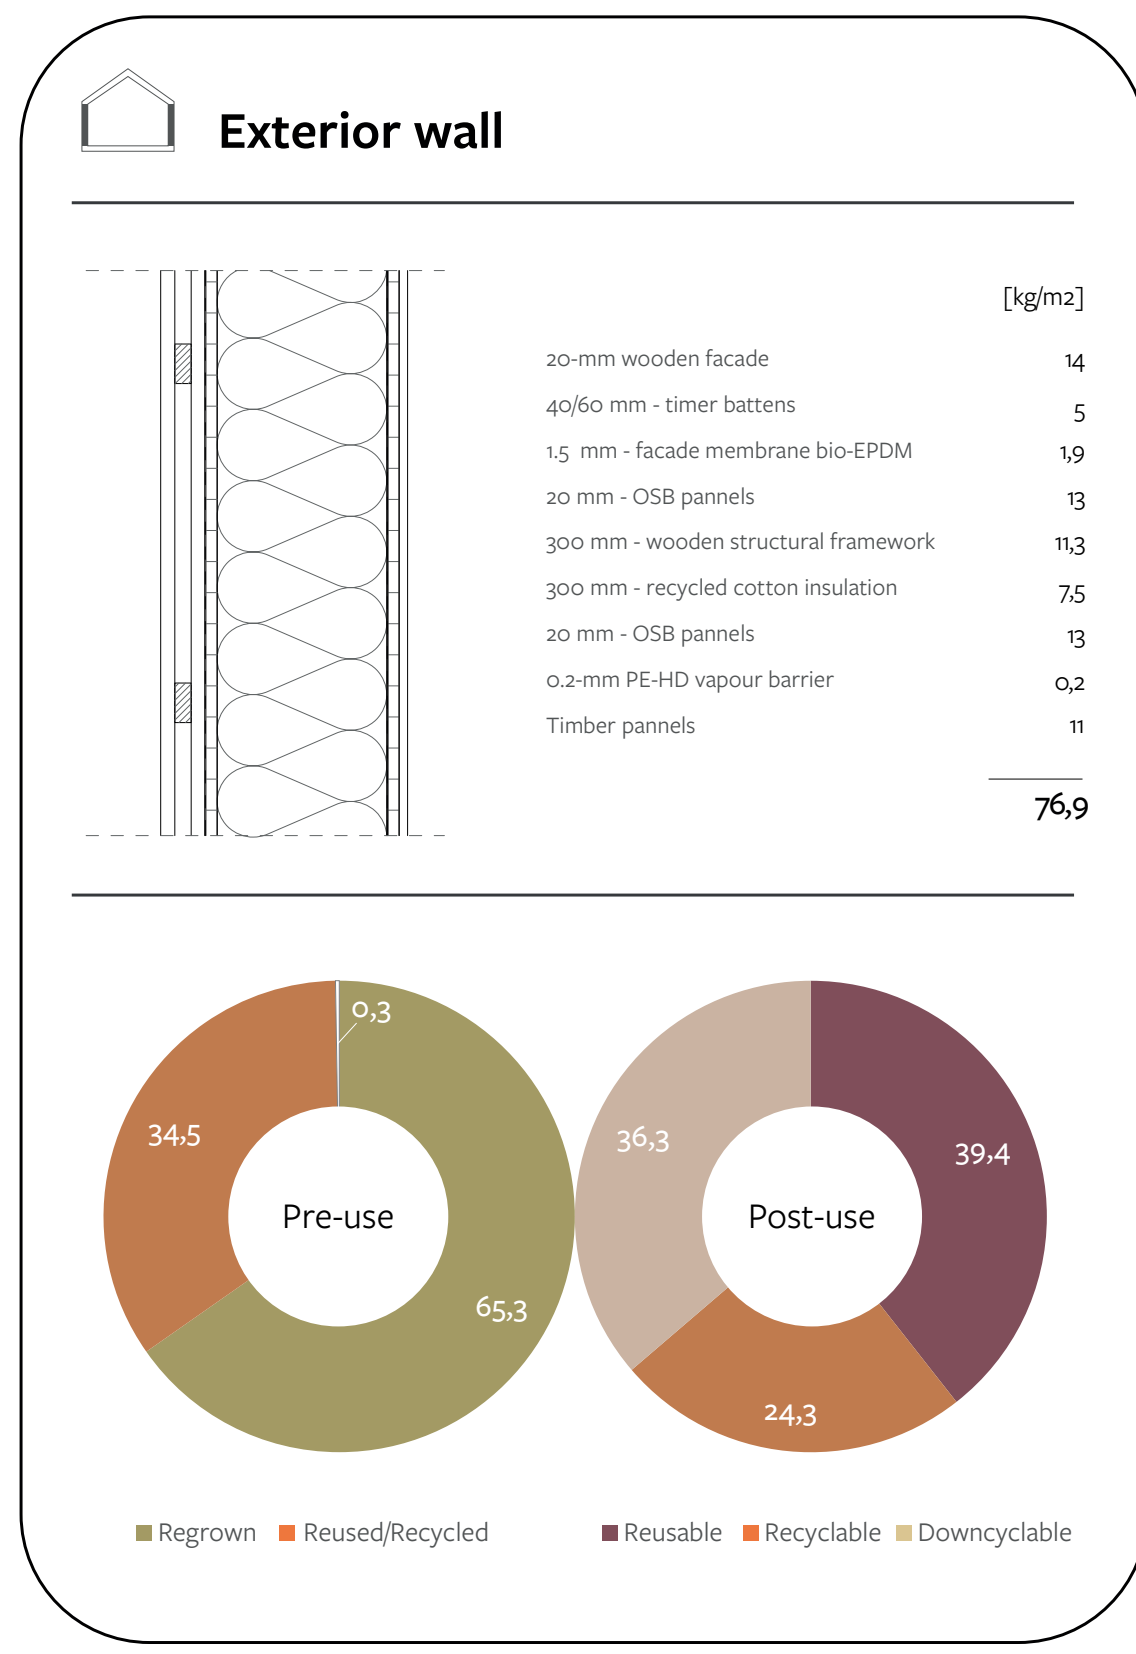 Exterior wall
[kg/m2]
20-mm wooden facade 14
40/60 mm - timer battens 5
1.5 mm - facade membrane bio-EPDM 1,9
20 mm - OSB pannels 13
300 mm - wooden structural framework 11,3
300 mm - recycled cotton insulation 7,5
20 mm - OSB pannels 13
0.2-mm PE-HD vapour barrier 0,2
Timber pannels 11
76,9
0,3
34,5
65,3
Pre-use
36,3
39,4
24,3
Post-use
Regrown Reused/Recycled
Reusable Recyclable Downcyclable